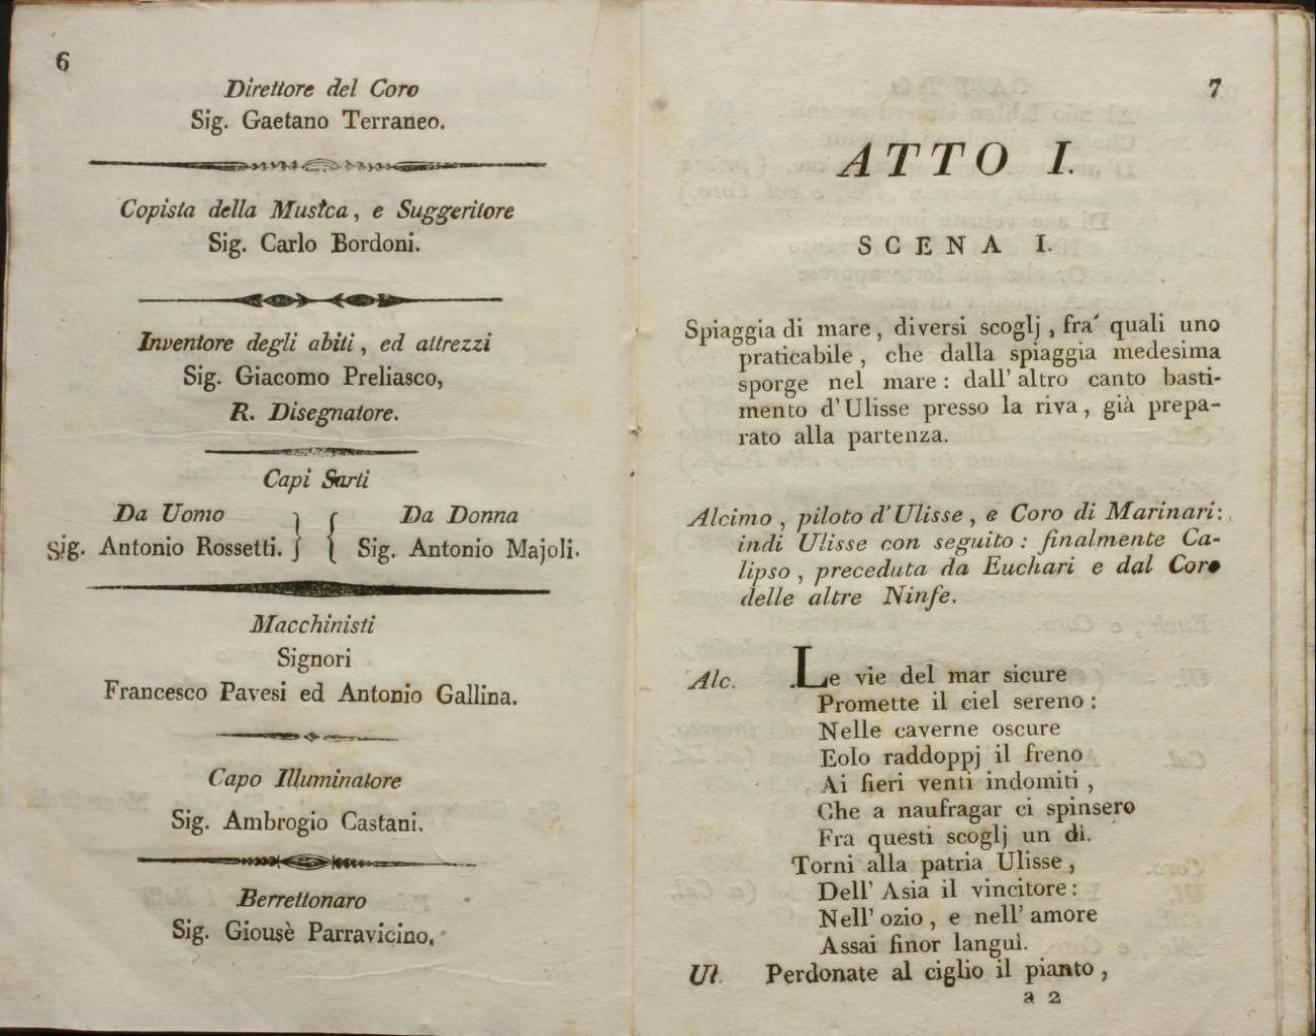 6
Direttore del Coro
Sig. Gaetano Terraneo.
Copista della Musica, e Suggeritore
Sig. Carlo Bordoni.
Inventore degli abiti, ed attrezzi
Sig. Giacomo Preliasco,
R. Disegnatore.
Capi Sarti
Da Uomo } { Da Donna
Sig. Antonio Rossetti. } { Sig. Antonio Majoli.
Macchinisti
Signori
Francesco Pavesi ed Antonio Gallina.
Capo Illuminatore
Sig. Ambrogio Castani.
Berrettonaro
Sig. Giousè Parravicino.
7
ATTO I.
SCENA I.
Spiaggia di mare, diversi scoglj, fra' quali uno
praticabile, che dalla spiaggia medesima
sporge nel mare: dall' altro canto basti-
mento d'Ulisse presso la riva, già prepa-
rato alla partenza.
Alcimo, piloto d'Ulisse, e Coro di Marinari:
indi Ulisse con seguito: finalmente Ca-
lipso, preceduta da Euchari e dal Coro
delle altre Ninfe.
Alc. Le vie del mar sicure
Promette il ciel sereno:
Nelle caverne oscure
Eolo raddoppj il freno
Ai fieri venti indomiti,
Che a naufragar ci spinsero
Fra questi scoglj un dì.
Torni alla patria Ulisse,
Dell' Asia il vincitore:
Nell' ozio, e nell' amore
Assai finor languì.
Ul. Perdonate al ciglio il pianto,
a 2